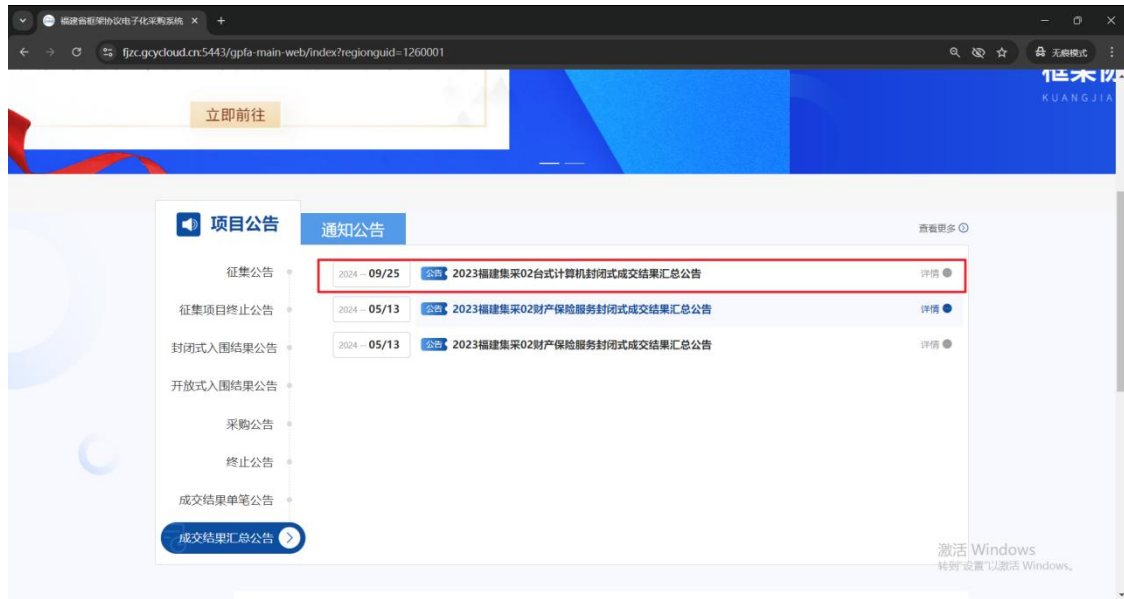 福建省框架协议电子化采购系统
fjzc.gcycloud.cn:5443/gpfa-main-web/index?regionguid=1260001
无痕模式
立即前往
KUANGJIA
项目公告
通知公告
查看更多
征集公告
2024 -- 09/25 公告 2023福建集采02台式计算机封闭式成交结果汇总公告 详情
征集项目终止公告
2024 -- 05/13 公告 2023福建集采02财产保险服务封闭式成交结果汇总公告 详情
封闭式入围结果公告
2024 -- 05/13 公告 2023福建集采02财产保险服务封闭式成交结果汇总公告 详情
开放式入围结果公告
采购公告
终止公告
成交结果单笔公告
成交结果汇总公告
激活 Windows
转到"设置"以激活 Windows。